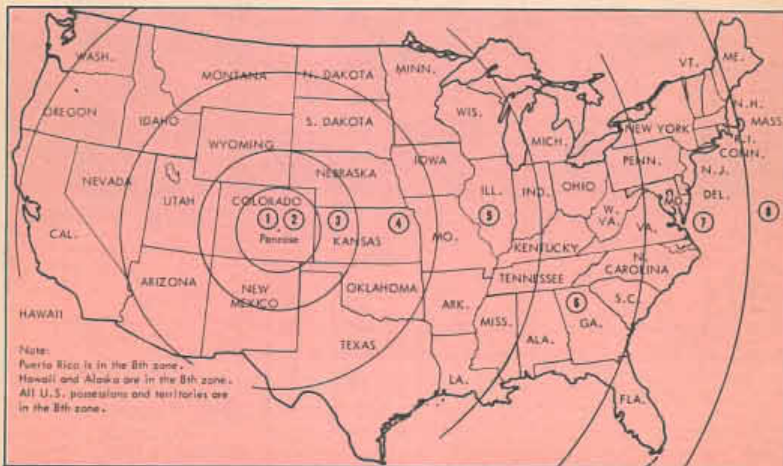 WASH.
MONTANA
N. DAKOTA
MINN.
VT.
ME.
OREGON
IDAHO
S. DAKOTA
WIS.
MICH.
NEW YORK
N.H.
MASS.
R.I.
CONN.
WYOMING
NEBRASKA
IOWA
PENN.
N.J.
NEVADA
UTAH
COLORADO
ILL.
IND.
OHIO
DEL.
MD.
W. VA.
VA.
1
2
3
4
5
7
8
Penrose
CAL.
KANSAS
MO.
KENTUCKY
N. CAROLINA
ARIZONA
NEW MEXICO
OKLAHOMA
TENNESSEE
ARK.
6
S.C.
HAWAII
TEXAS
MISS.
ALA.
GA.
LA.
FLA.
Note:
Puerto Rico is in the 8th zone.
Hawaii and Alaska are in the 8th zone.
All U.S. possessions and territories are
in the 8th zone.